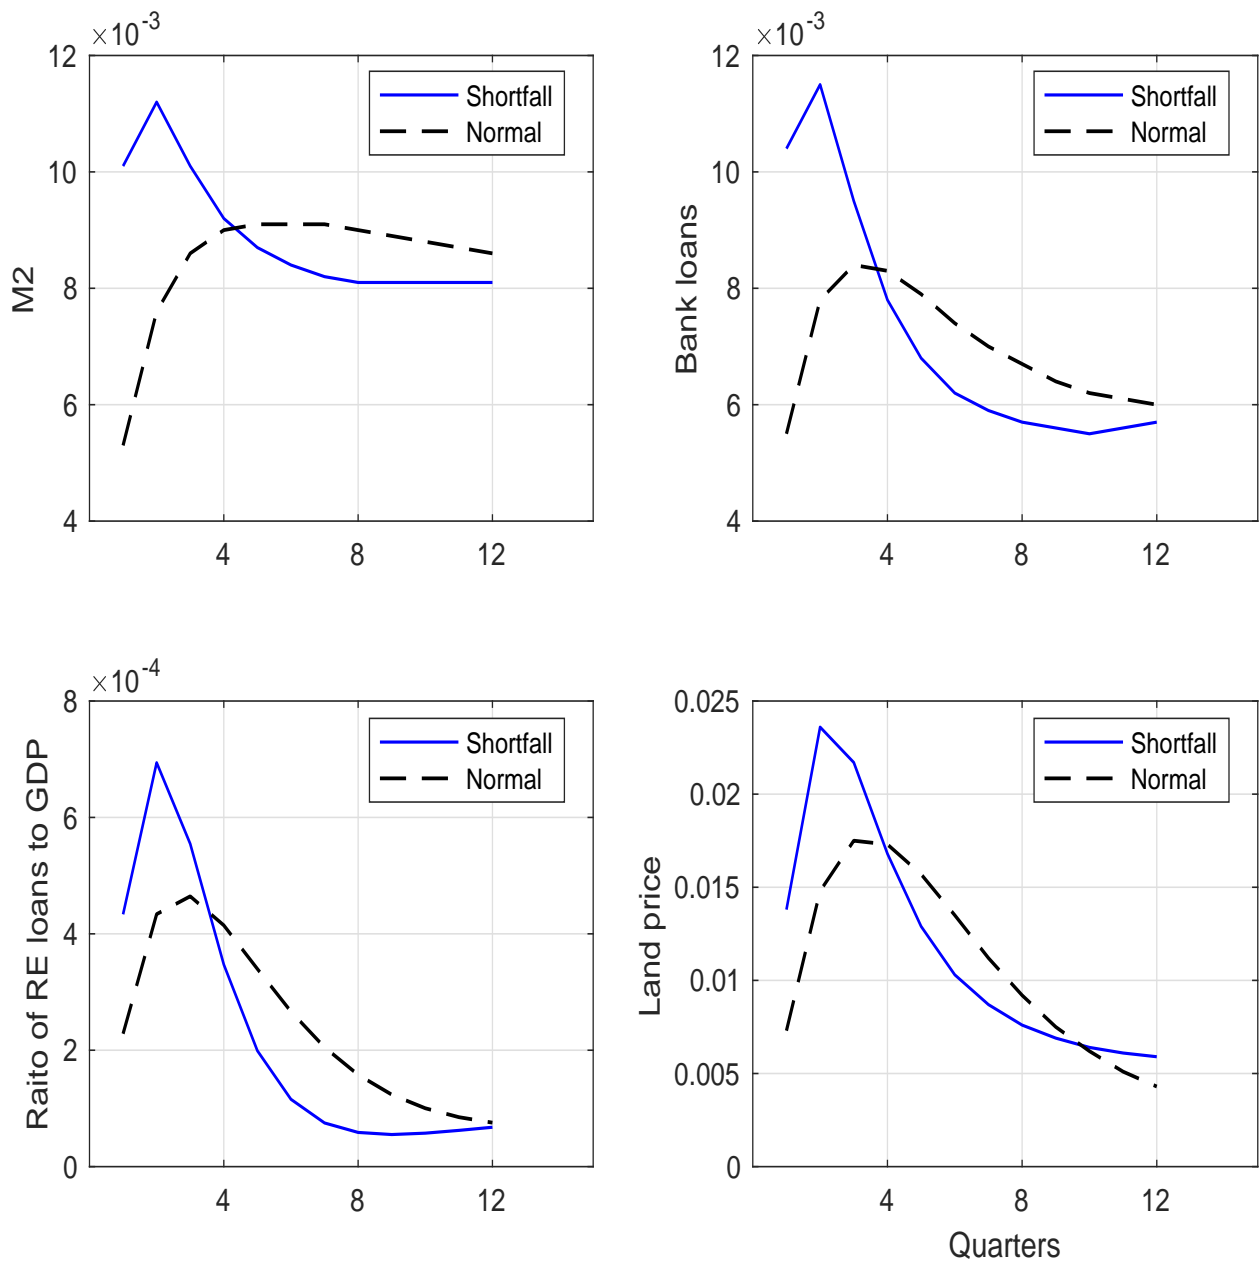 ×10-3
12
10
8
6
4
M2
Shortfall
Normal
4 8 12
×10-3
12
10
8
6
4
Bank loans
Shortfall
Normal
4 8 12
×10-4
8
6
4
2
0
Raito of RE loans to GDP
Shortfall
Normal
4 8 12
0.025
0.02
0.015
0.01
0.005
0
Land price
Shortfall
Normal
4 8 12
Quarters